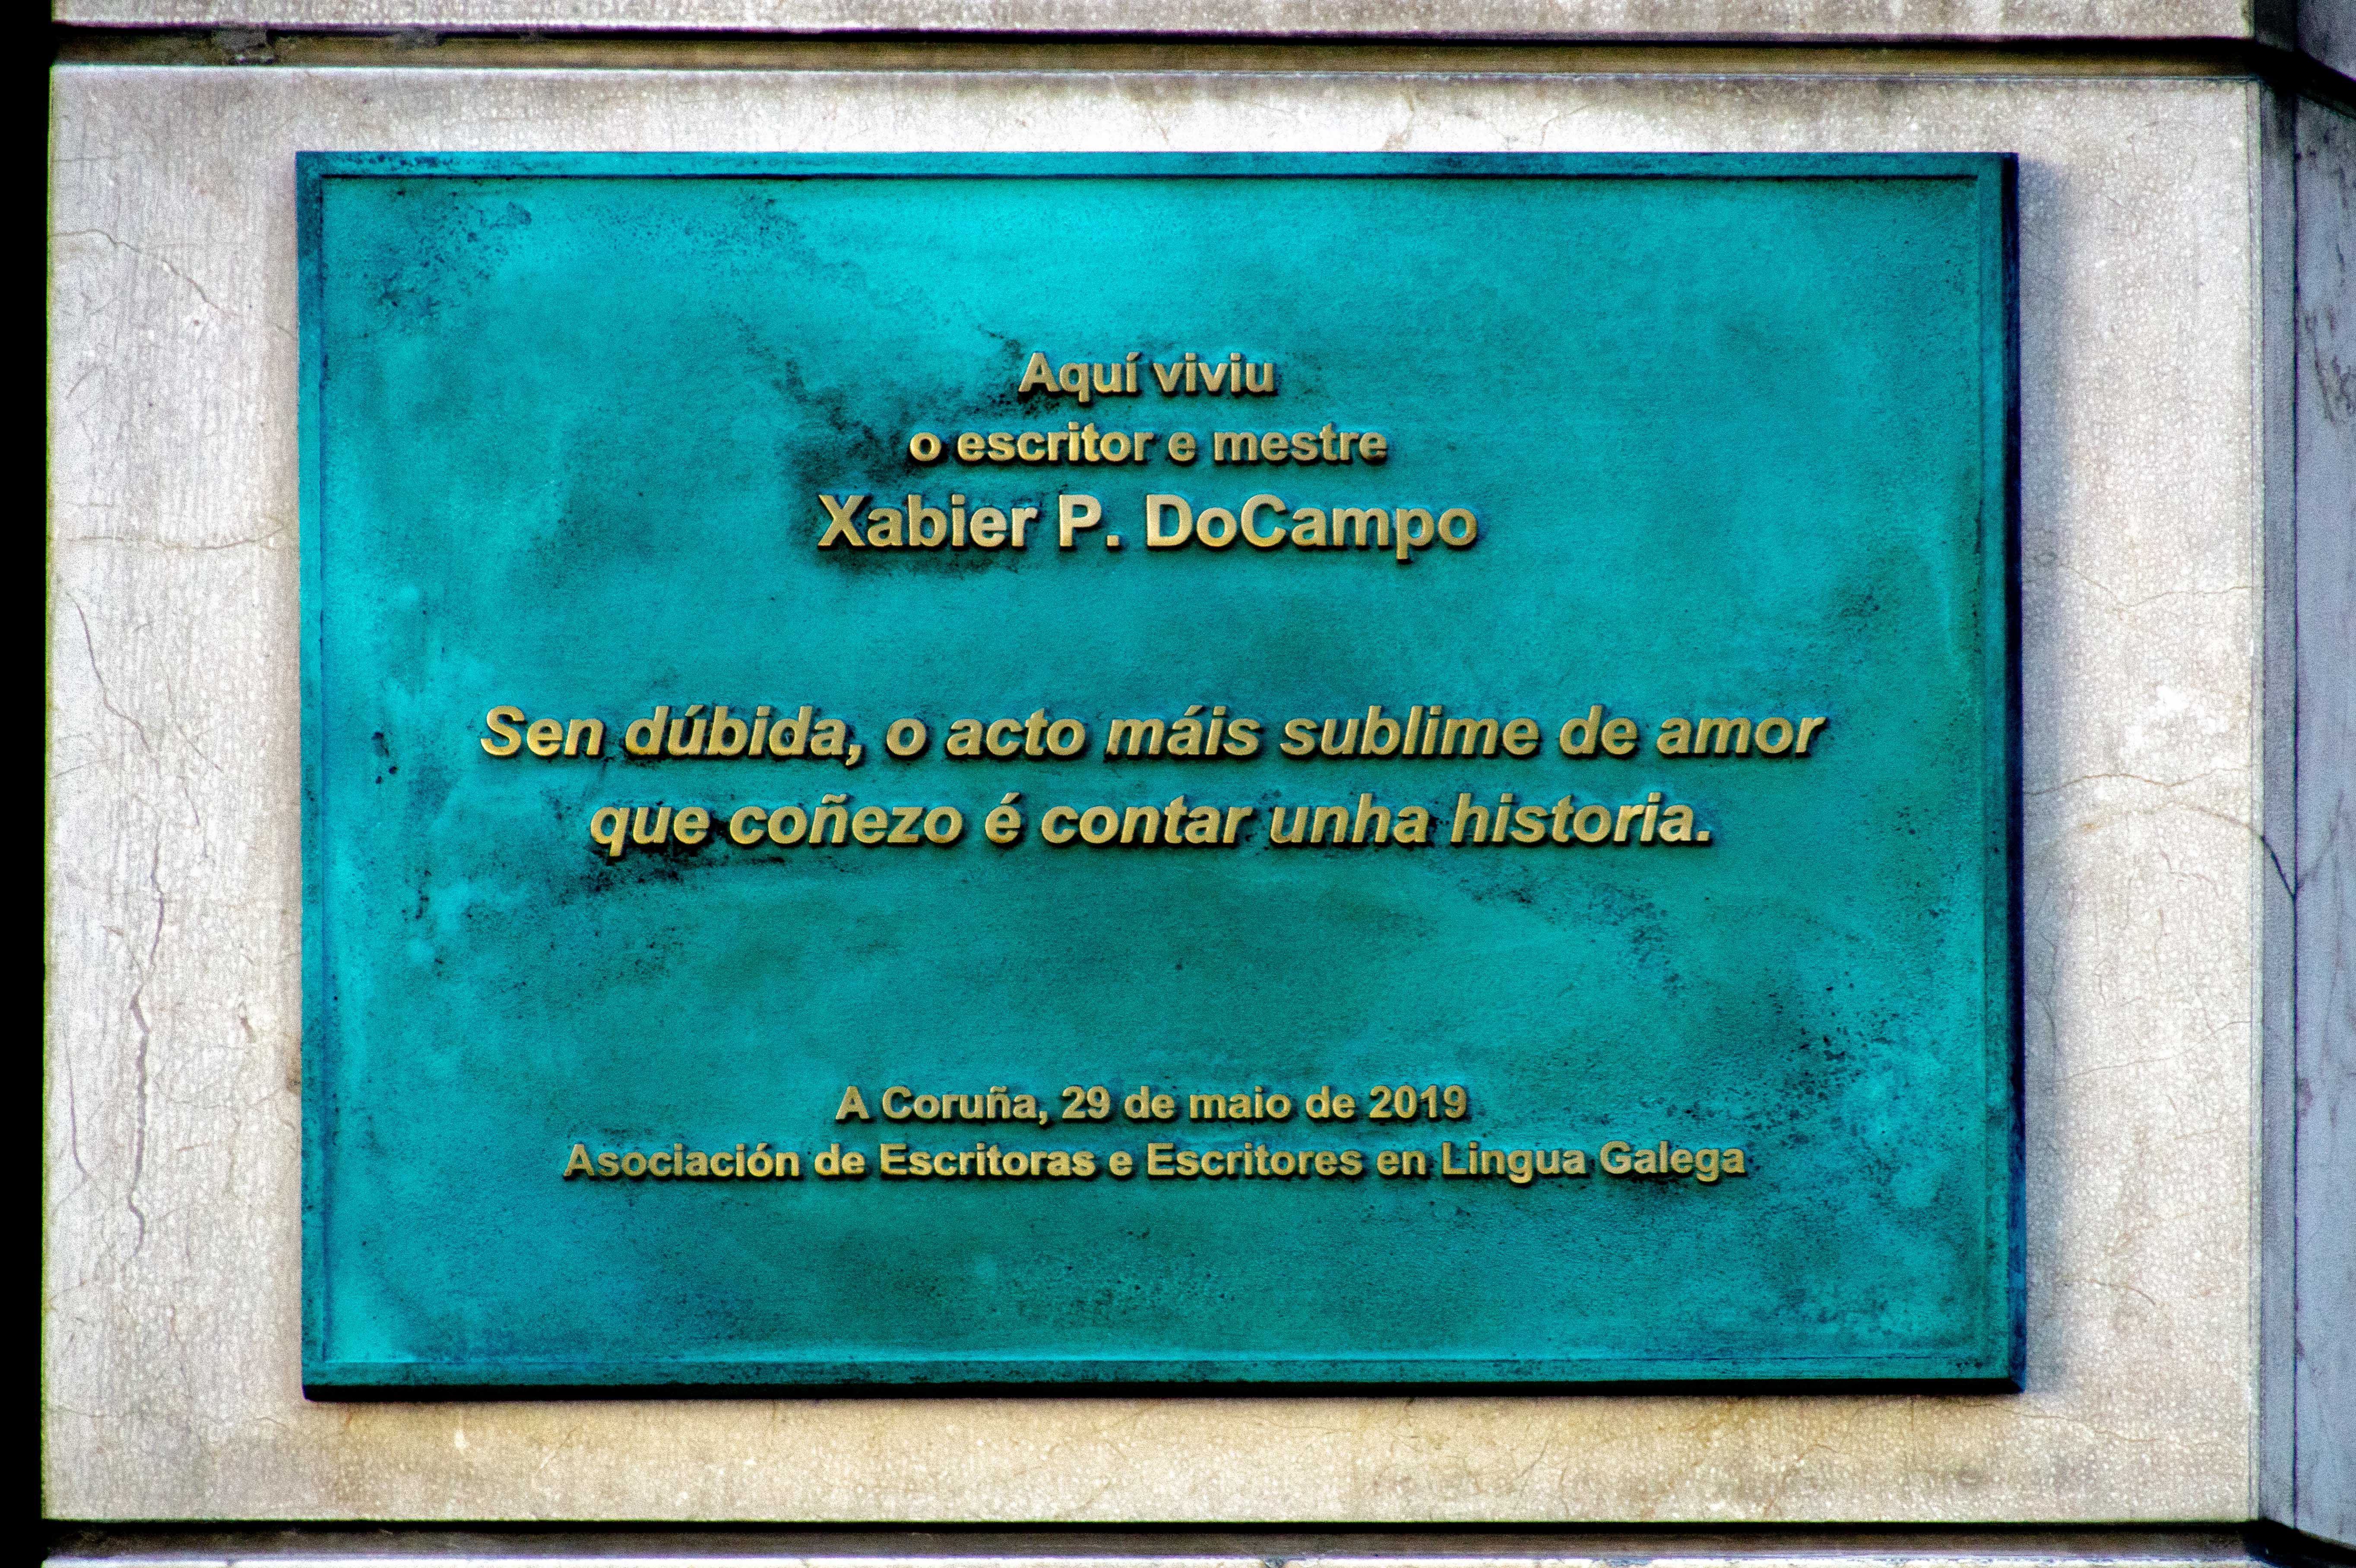 Aquí viviu
o escritor e mestre
Xabier P. DoCampo
Sen dúbida, o acto máis sublime de amor
que coñezo é contar unha historia.
A Coruña, 29 de maio de 2019
Asociación de Escritoras e Escritores en Lingua Galega